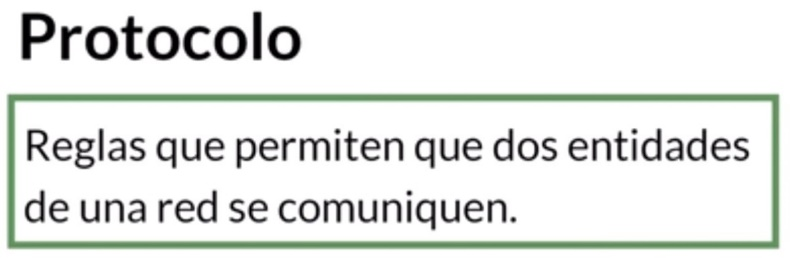 Protocolo
Reglas que permiten que dos entidades
de una red se comuniquen.